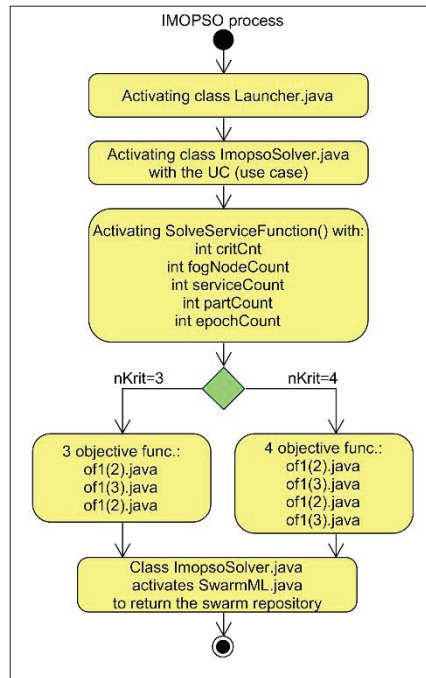 IMOPSO process
Activating class Launcher.java
Activating class ImopsoSolver.java
with the UC (use case)
Activating SolveServiceFunction() with:
int critCnt
int fogNodeCount
int serviceCount
int partCount
int epochCount
nKrit=3
nKrit=4
3 objective func.:
of1(2).java
of1(3).java
of1(2).java
4 objective func.:
of1(2).java
of1(3).java
of1(2).java
of1(3).java
Class ImopsoSolver.java
activates SwarmML.java
to return the swarm repository